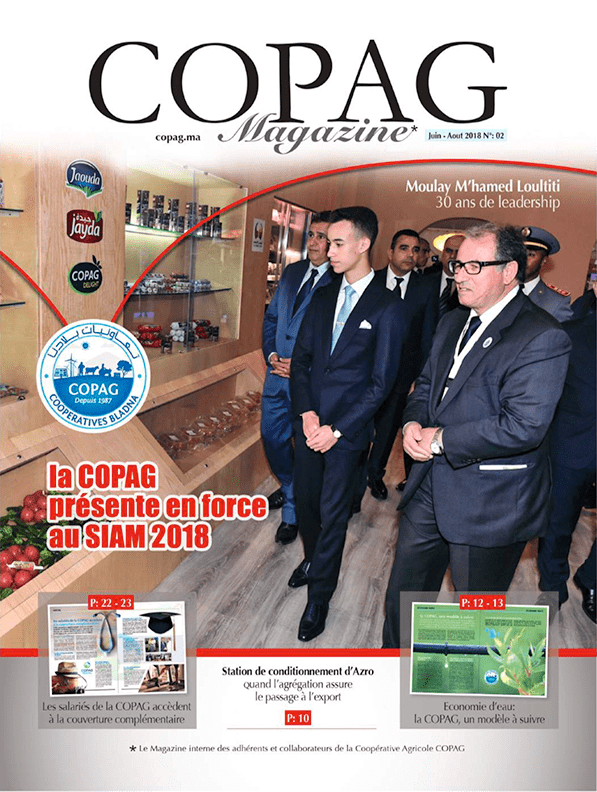 COPAG
Magazine*
copag.ma
Juin - Aout 2018 N°: 02
Moulay M'hamed Loultiti
30 ans de leadership
Jaouda
جيدة
jayda
COPAG
DELIGHT
تعاونيات بلادنا
COPAG
Depuis 1987
COOPERATIVES BLADNA
la COPAG
présente en force
au SIAM 2018
P: 22 - 23
Les salariés de la COPAG accèdent
à la couverture complémentaire
Station de conditionnement d'Azro
quand l'agrégation assure
le passage à l'export
P: 10
P: 12 - 13
Economie d'eau:
la COPAG, un modèle à suivre
* Le Magazine interne des adhérents et collaborateurs de la Coopérative Agricole COPAG